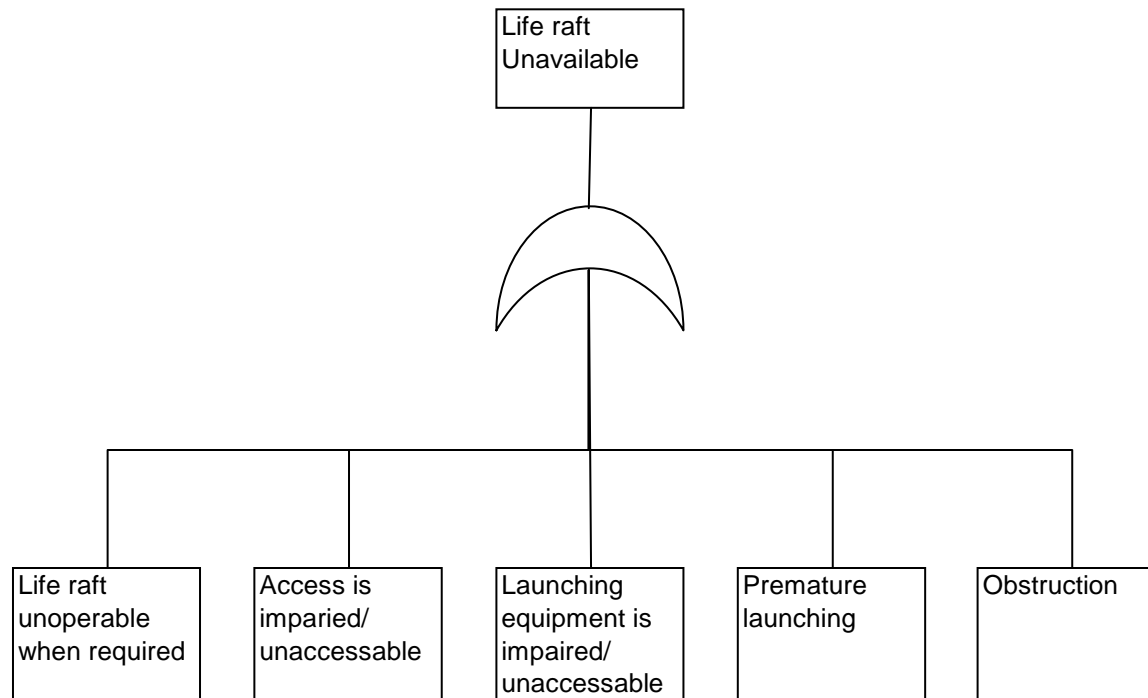 Life raft
Unavailable
Life raft
unoperable
when required
Access is
imparied/
unaccessable
Launching
equipment is
impaired/
unaccessable
Premature
launching
Obstruction